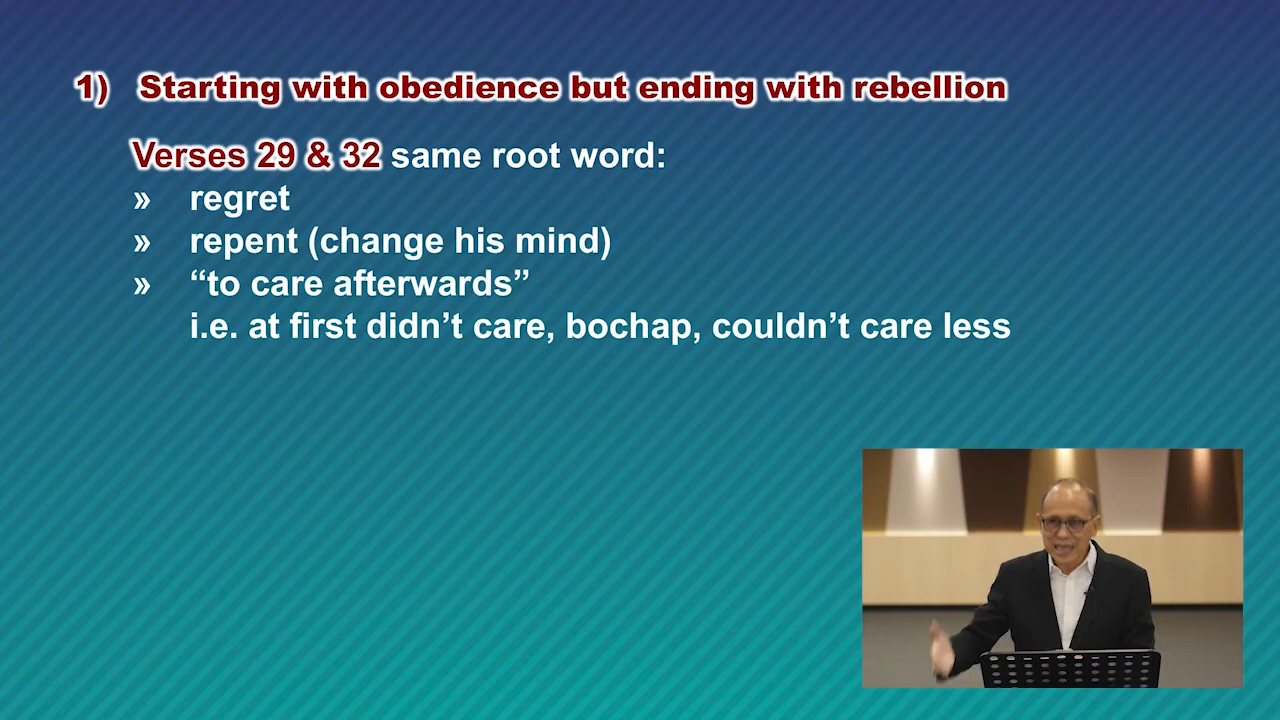 1) Starting with obedience but ending with rebellion
Verses 29 & 32 same root word:
» regret
» repent (change his mind)
» “to care afterwards”
i.e. at first didn’t care, bochap, couldn’t care less